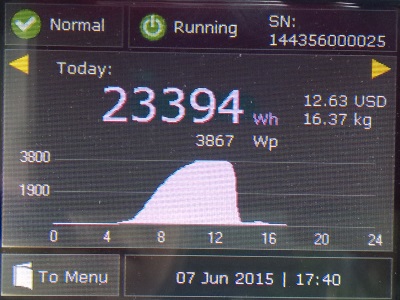 Normal
Running
SN:
144356000025
Today:
23394 Wh
12.63 USD
16.37 kg
3867 Wp
3800
1900
0 4 8 12 16 20 24
To Menu
07 Jun 2015 | 17:40